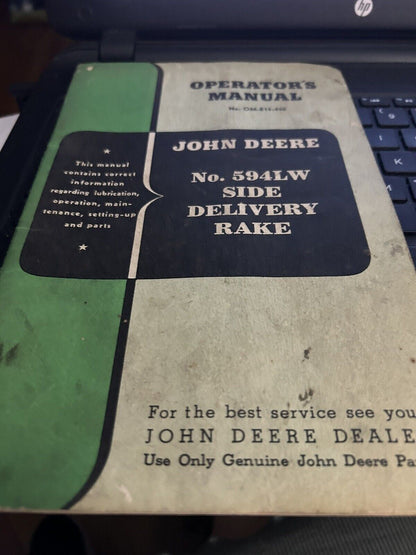 OPERATOR'S
MANUAL
JOHN DEERE
No. 594LW
SIDE
DELIVERY
RAKE
★
This manual
contains correct
information
regarding lubrication,
operation, main-
tenance, setting-up
and parts
★
For the best service see you
JOHN DEERE DEALE
Use Only Genuine John Deere Pa
hp